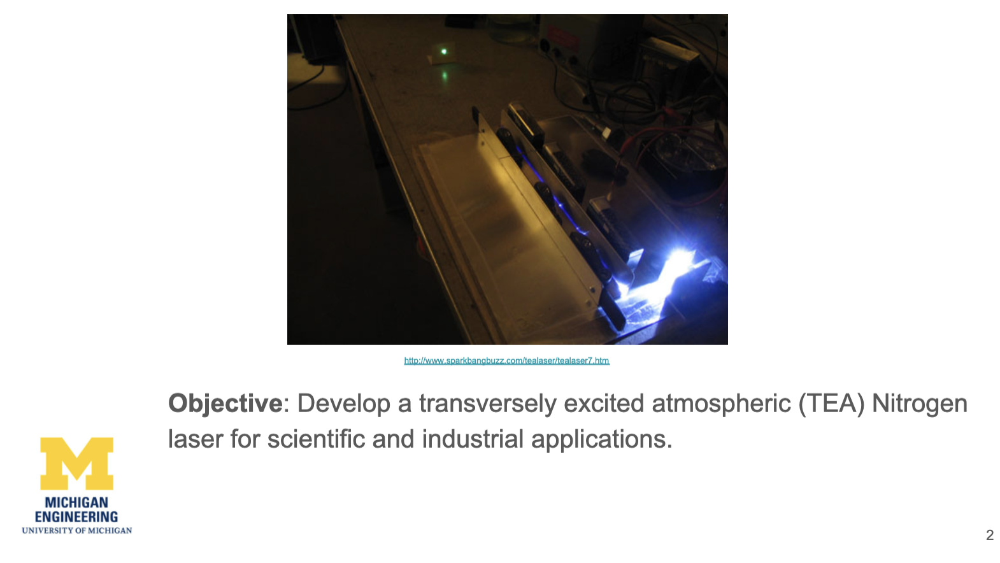 http://www.sparkbangbuzz.com/tealaser/tealaser7.htm
Objective: Develop a transversely excited atmospheric (TEA) Nitrogen
laser for scientific and industrial applications.
M
MICHIGAN
ENGINEERING
UNIVERSITY OF MICHIGAN
2